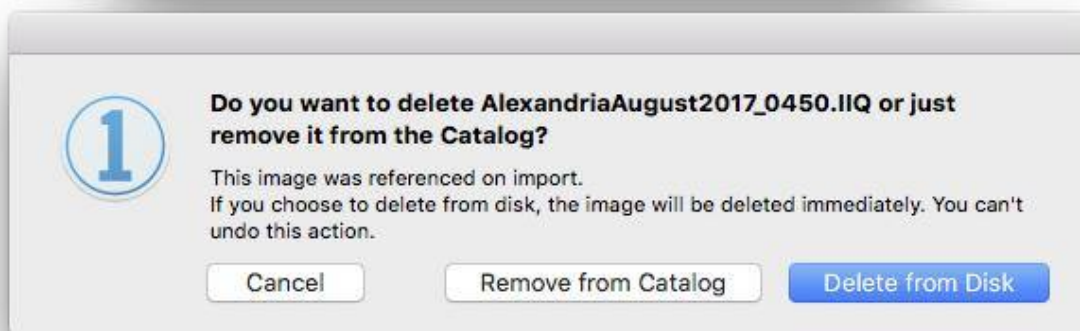 1
Do you want to delete AlexandriaAugust2017_0450.IIQ or just
remove it from the Catalog?
This image was referenced on import.
If you choose to delete from disk, the image will be deleted immediately. You can't
undo this action.
Cancel
Remove from Catalog
Delete from Disk